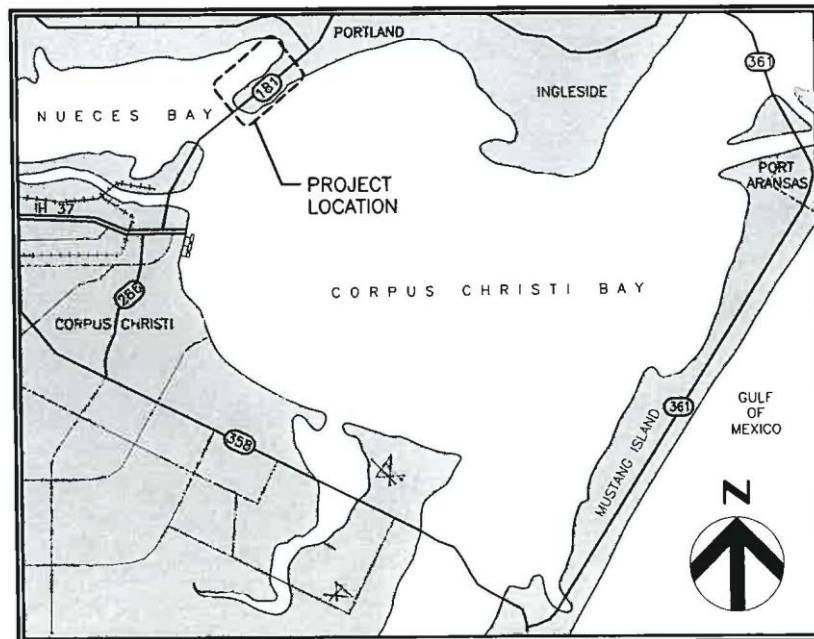 PORTLAND
361
181
INGLESIDE
NUECES BAY
PROJECT
LOCATION
PORT
ARANSAS
IH 37
286
CORPUS CHRISTI BAY
CORPUS CHRISTI
361
GULF
OF
MEXICO
358
MUSTANG ISLAND
N